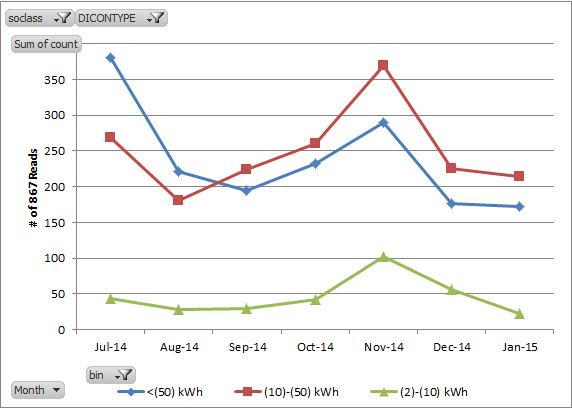 soclass DICONTYPE
Sum of count
350
300
250
200
150
100
50
0
# of 867 Reads
Jul-14 Aug-14 Sep-14 Oct-14 Nov-14 Dec-14 Jan-15
bin
Month
<(50) kWh (10)-(50) kWh (2)-(10) kWh